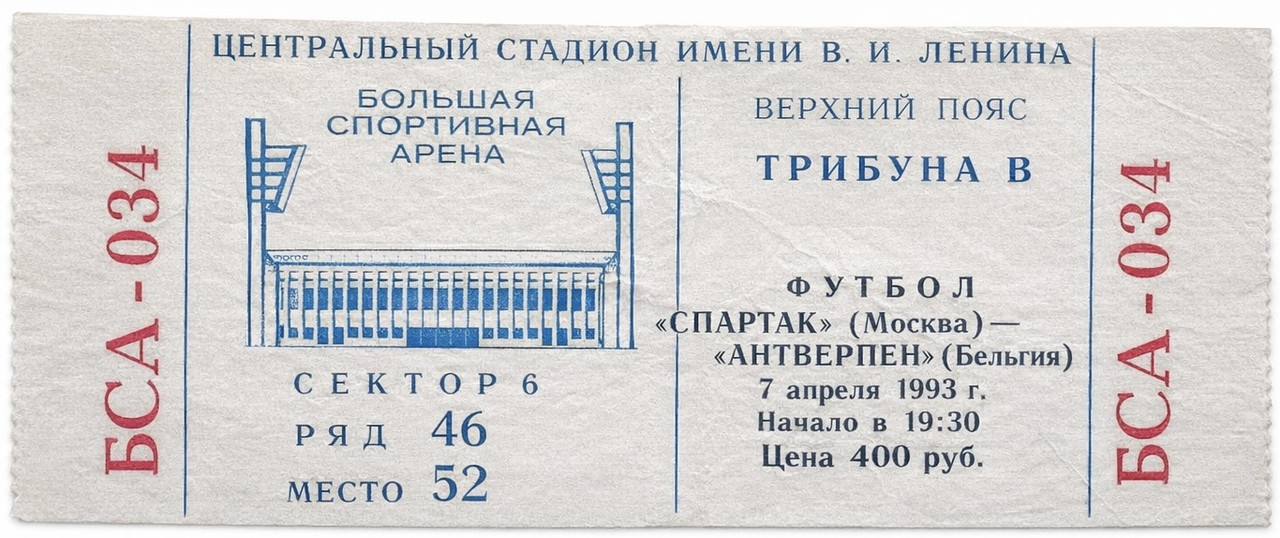 БСА - 034
ЦЕНТРАЛЬНЫЙ СТАДИОН ИМЕНИ В. И. ЛЕНИНА
БОЛЬШАЯ
СПОРТИВНАЯ
АРЕНА
СЕКТОР 6
РЯД 46
МЕСТО 52
ВЕРХНИЙ ПОЯС
ТРИБУНА В
ФУТБОЛ
«СПАРТАК» (Москва) —
«АНТВЕРПЕН» (Бельгия)
7 апреля 1993 г.
Начало в 19:30
Цена 400 руб.
БСА - 034